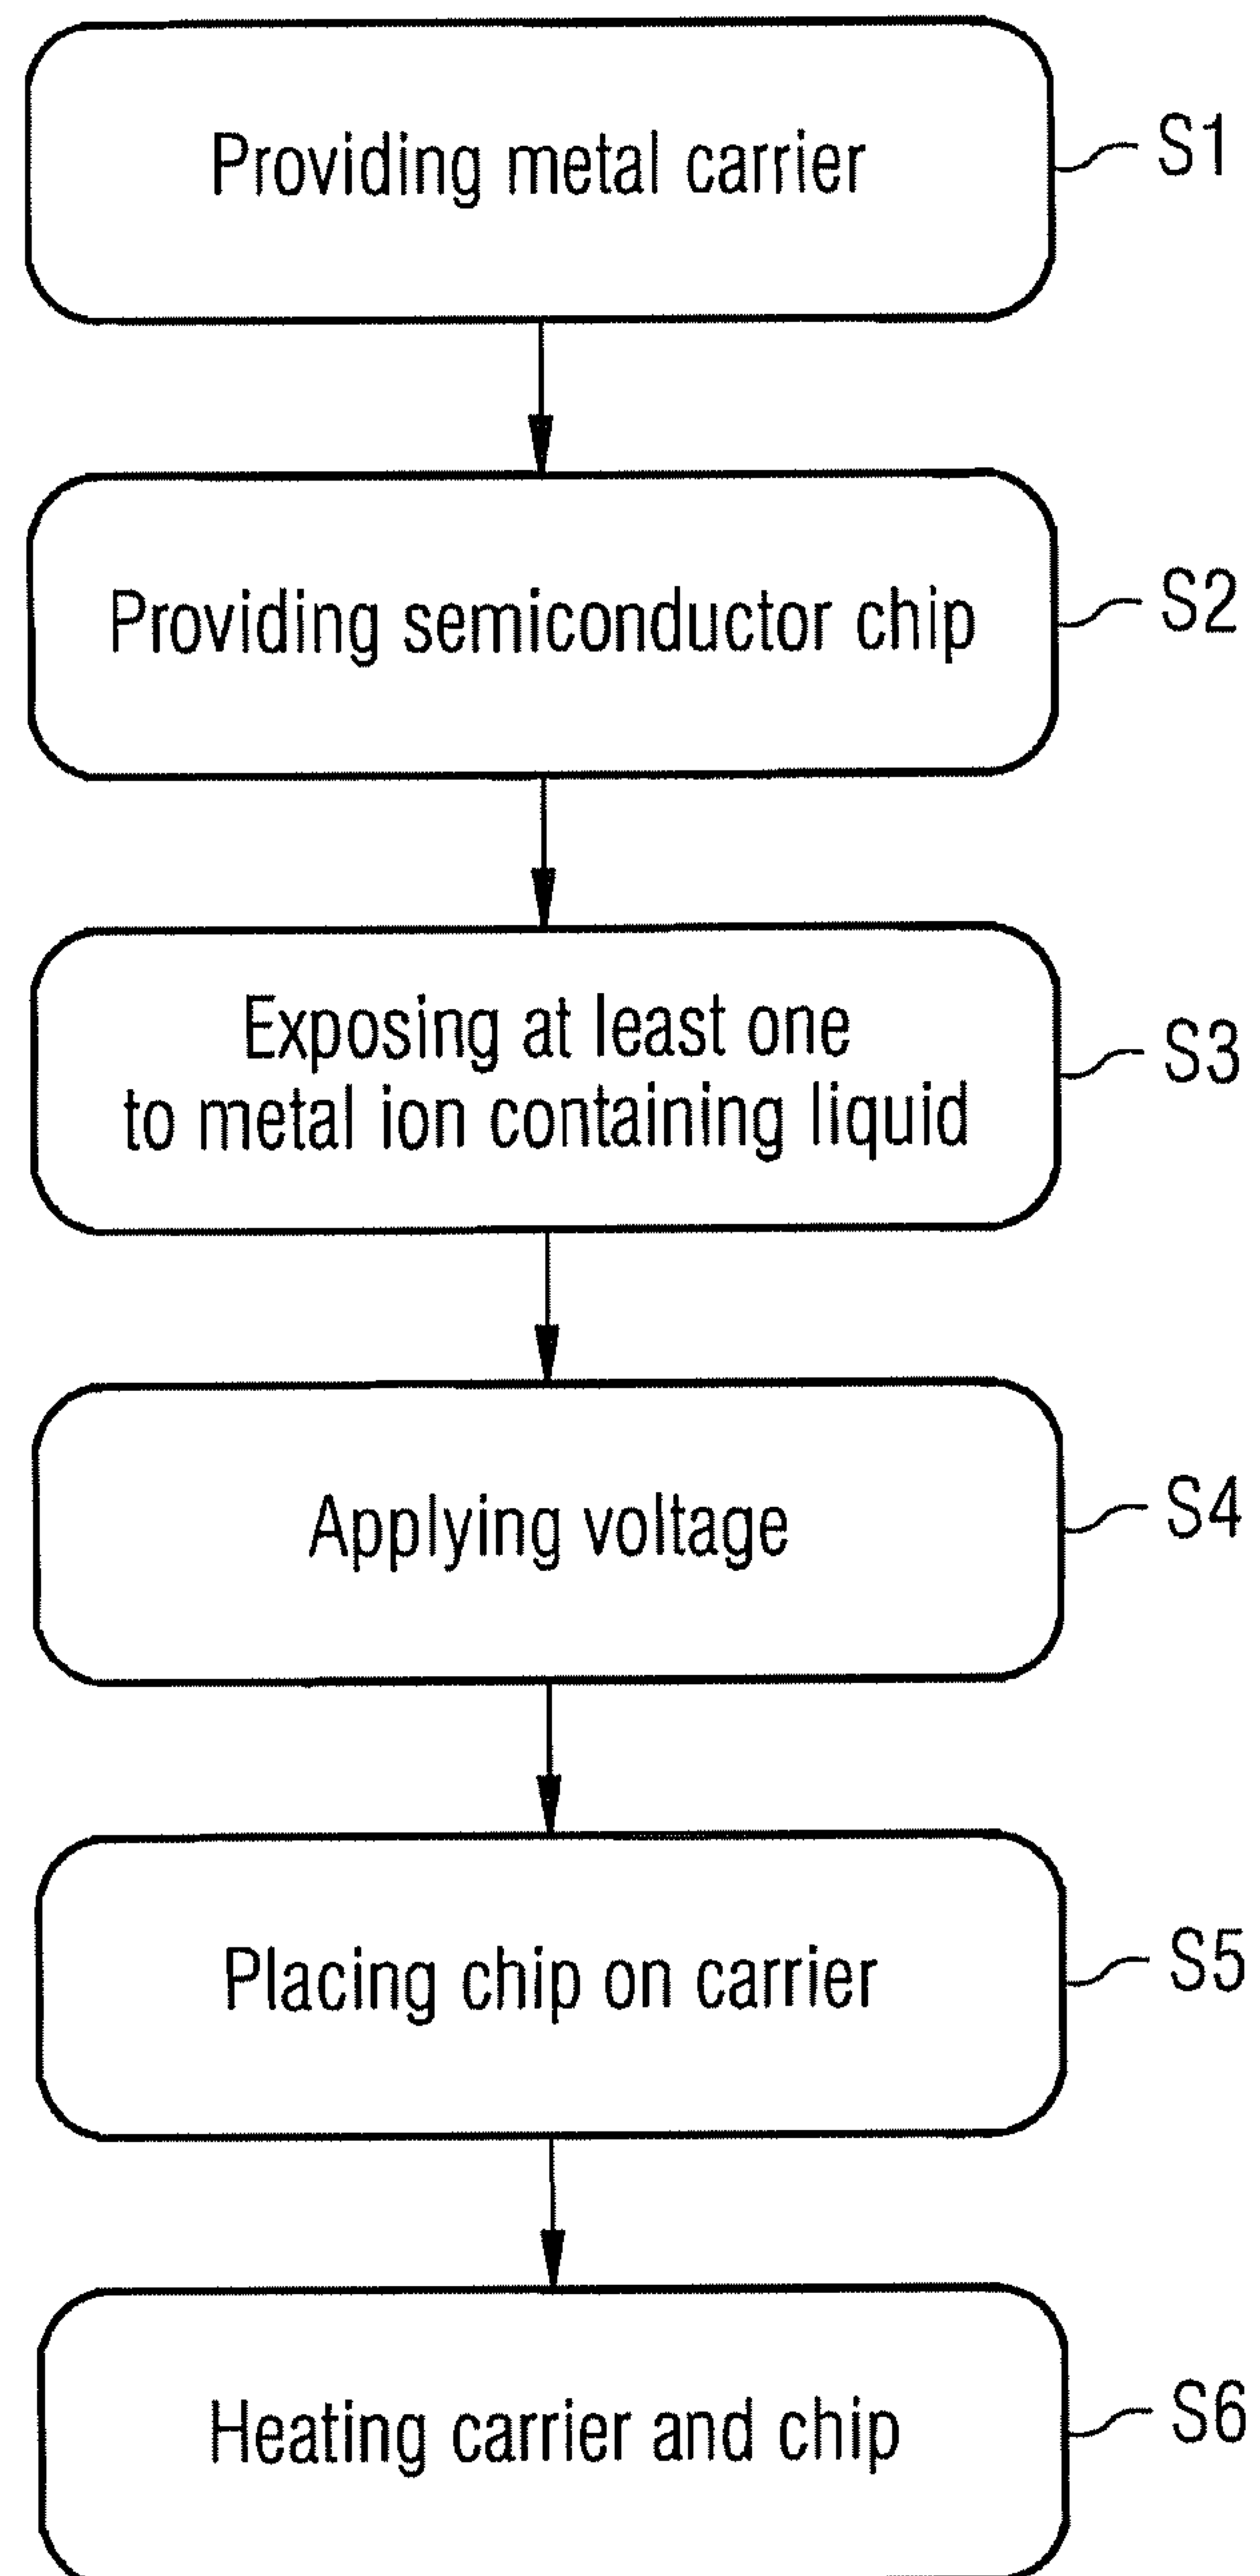 Providing metal carrier
S1
Providing semiconductor chip
S2
Exposing at least one
to metal ion containing liquid
S3
Applying voltage
S4
Placing chip on carrier
S5
Heating carrier and chip
S6